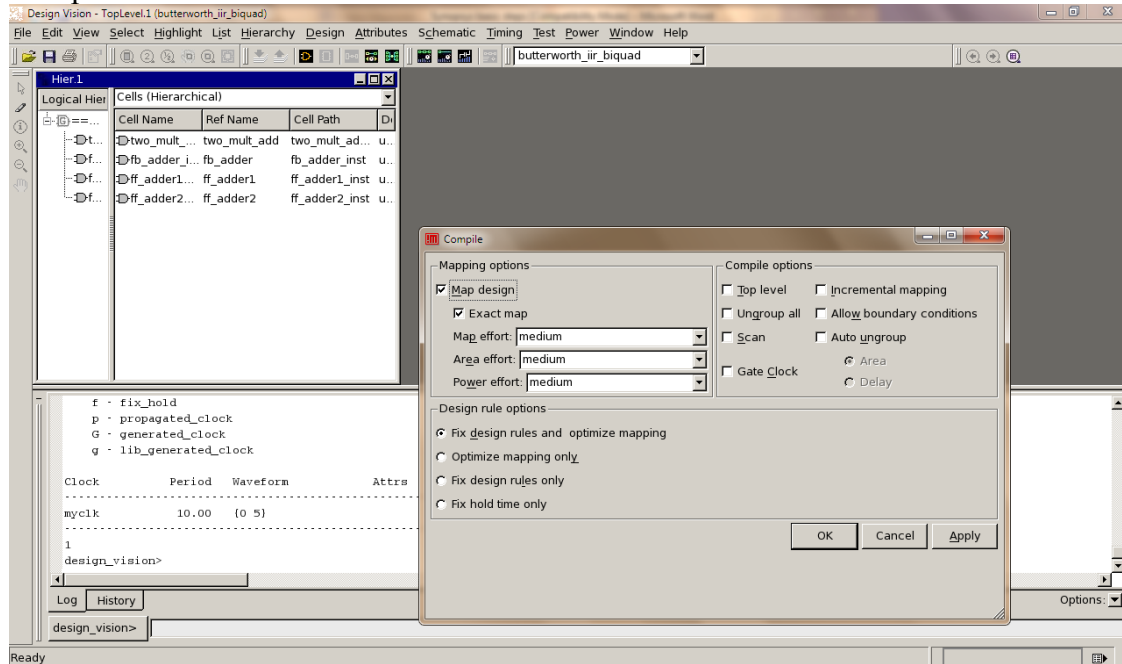 Design Vision - TopLevel.1 (butterworth_iir_biquad)
File Edit View Select Highlight List Hierarchy Design Attributes Schematic Timing Test Power Window Help
butterworth_iir_biquad
Hier.1
Logical Hier
Cells (Hierarchical)
Cell Name Ref Name Cell Path
two_mult_... two_mult_add two_mult_ad... u..
fb_adder_i... fb_adder fb_adder_inst u..
ff_adder1... ff_adder1 ff_adder1_inst u..
ff_adder2... ff_adder2 ff_adder2_inst u..
==...
t...
f...
f...
f...
Compile
Mapping options
Map design
Exact map
Map effort: medium
Area effort: medium
Power effort: medium
Compile options
Top level Incremental mapping
Ungroup all Allow boundary conditions
Scan Auto ungroup
Area
Gate Clock
Delay
Design rule options
Fix design rules and optimize mapping
Optimize mapping only
Fix design rules only
Fix hold time only
OK Cancel Apply
f - fix_hold
p - propagated_clock
G - generated_clock
g - lib_generated_clock
Clock Period Waveform Attrs
myclk 10.00 {0 5}
1
design_vision>
Log History
Options:
design_vision>
Ready